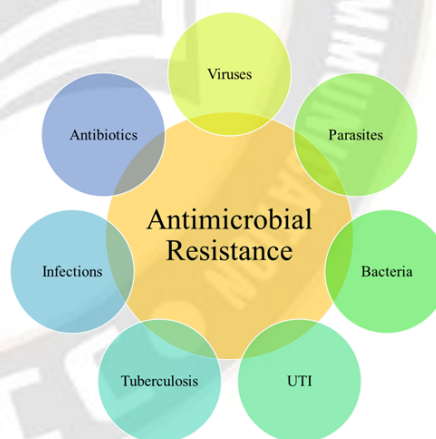 Viruses
Antibiotics
Parasites
Antimicrobial
Resistance
Infections
Bacteria
Tuberculosis
UTI